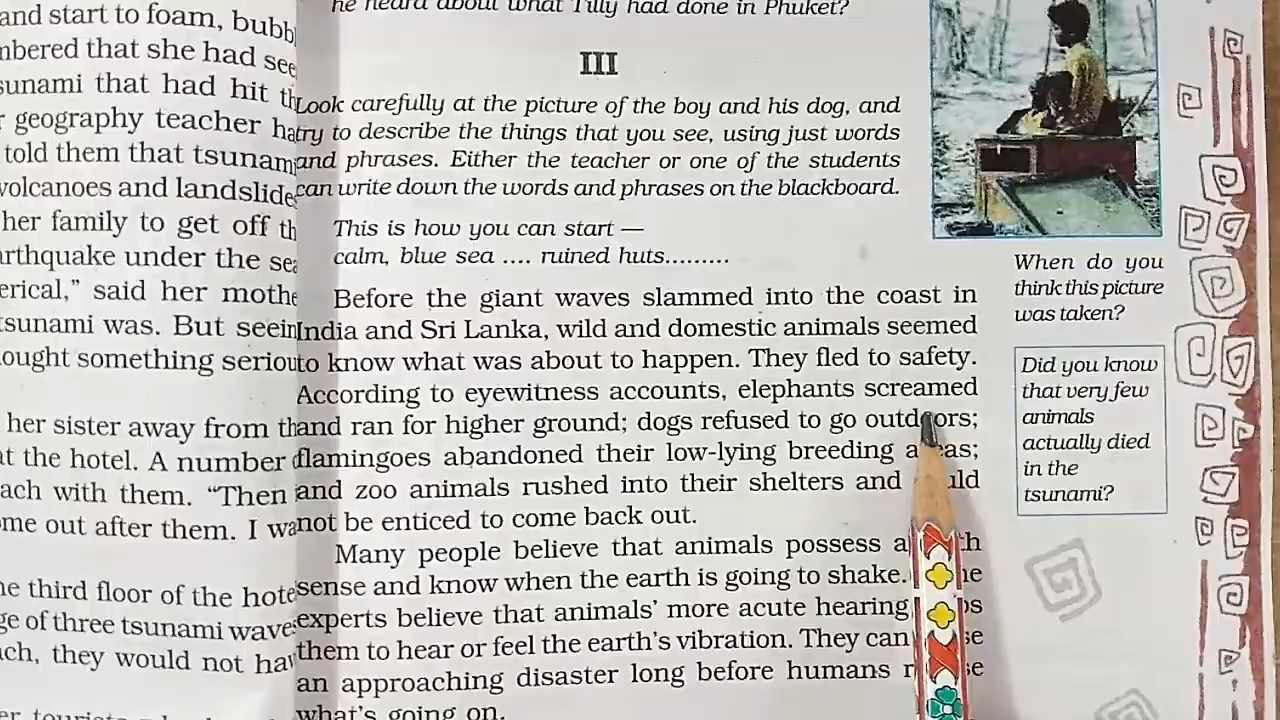 and start to foam, bubbl
mbered that she had see
sunami that had hit th
r geography teacher ha
told them that tsunami
volcanoes and landslide
her family to get off th
arthquake under the sea
erical," said her mothe
tsunami was. But seein
ought something seriou
her sister away from th
at the hotel. A number
ach with them. "Then
me out after them. I wa
he third floor of the hote
ge of three tsunami wave
ach, they would not ha
er tourists
he heard about what Tilly had done in Phuket?
III
Look carefully at the picture of the boy and his dog, and
try to describe the things that you see, using just words
and phrases. Either the teacher or one of the students
can write down the words and phrases on the blackboard.
This is how you can start —
calm, blue sea .... ruined huts.........
Before the giant waves slammed into the coast in
India and Sri Lanka, wild and domestic animals seemed
to know what was about to happen. They fled to safety.
According to eyewitness accounts, elephants screamed
and ran for higher ground; dogs refused to go outdoors;
flamingoes abandoned their low-lying breeding areas;
and zoo animals rushed into their shelters and
not be enticed to come back out.
Many people believe that animals possess a
sense and know when the earth is going to shake.
experts believe that animals' more acute hearing
them to hear or feel the earth's vibration. They can
an approaching disaster long before humans
what's going on.
When do you
think this picture
was taken?
Did you know
that very few
animals
actually died
in the
tsunami?